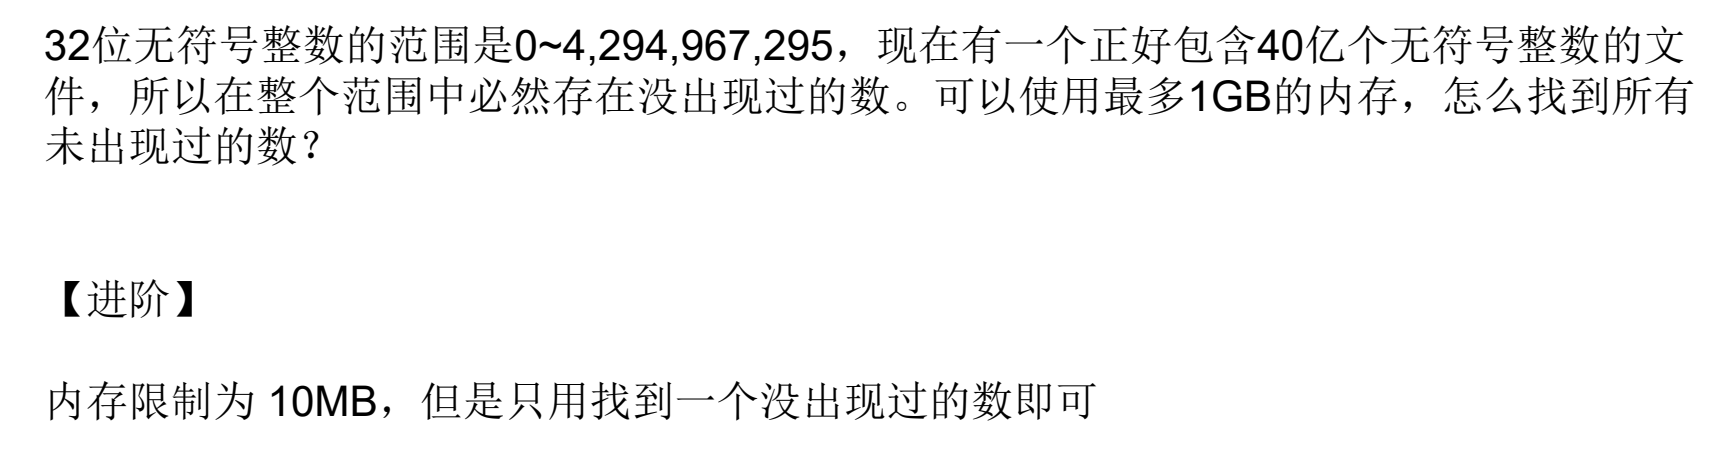 32位无符号整数的范围是0~4,294,967,295，现在有一个正好包含40亿个无符号整数的文
件，所以在整个范围中必然存在没出现过的数。可以使用最多1GB的内存，怎么找到所有
未出现过的数？
【进阶】
内存限制为 10MB，但是只用找到一个没出现过的数即可